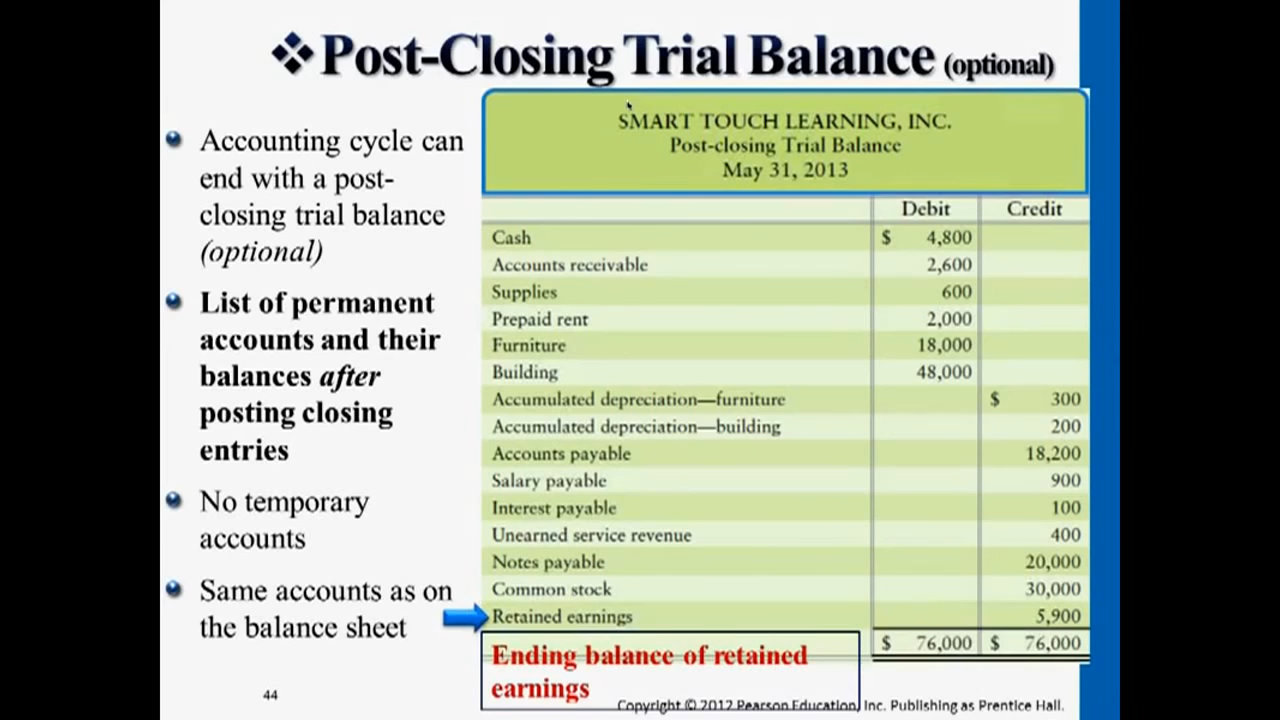 ❖Post-Closing Trial Balance (optional)
Accounting cycle can
end with a post-
closing trial balance
(optional)
List of permanent
accounts and their
balances after
posting closing
entries
No temporary
accounts
Same accounts as on
the balance sheet
SMART TOUCH LEARNING, INC.
Post-closing Trial Balance
May 31, 2013
Debit Credit
Cash $ 4,800
Accounts receivable 2,600
Supplies 600
Prepaid rent 2,000
Furniture 18,000
Building 48,000
Accumulated depreciation—furniture $ 300
Accumulated depreciation—building 200
Accounts payable 18,200
Salary payable 900
Interest payable 100
Unearned service revenue 400
Notes payable 20,000
Common stock 30,000
Retained earnings 5,900
$ 76,000 $ 76,000
Ending balance of retained
earnings
44
Copyright © 2012 Pearson Education, Inc. Publishing as Prentice Hall.